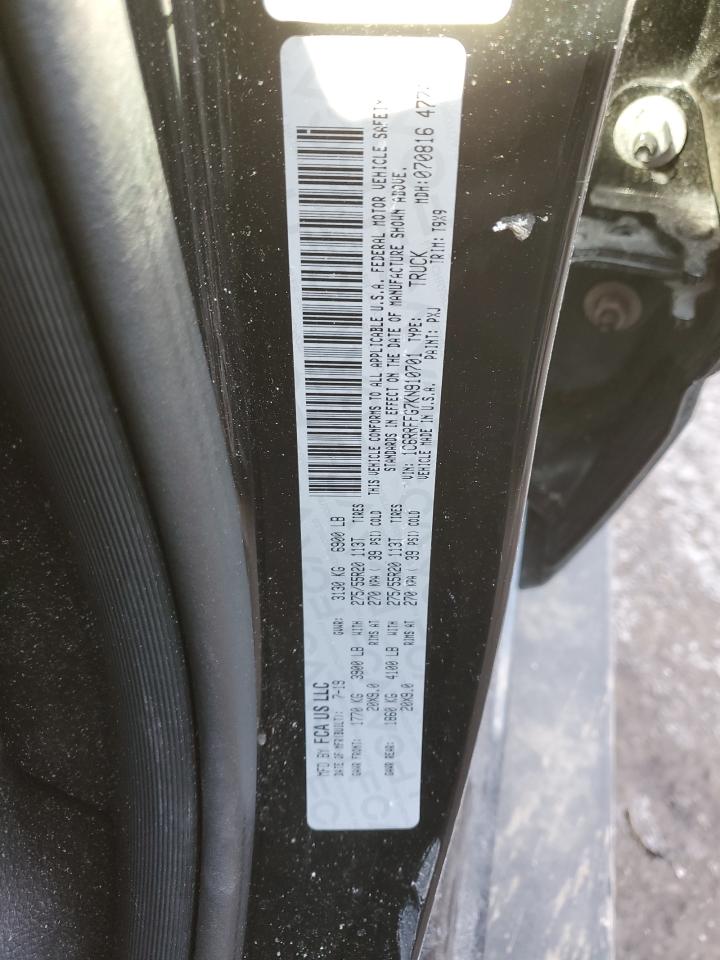 MFD BY FCA US LLC
DATE OF MFR(BUILT): 7-19 GVWR: 3130 KG 6900 LB
GAWR FRONT: 1770 KG 3900 LB WITH 275/55R20 113T TIRES
20X9.0 RIMS AT 270 KPA ( 39 PSI) COLD
GAWR REAR: 1860 KG 4100 LB WITH 275/55R20 113T TIRES
20X9.0 RIMS AT 270 KPA ( 39 PSI) COLD
THIS VEHICLE CONFORMS TO ALL APPLICABLE U.S.A. FEDERAL MOTOR VEHICLE SAFETY
STANDARDS IN EFFECT ON THE DATE OF MANUFACTURE SHOWN ABOVE.
VIN: 1C6RRFFG7KN910701 TYPE: TRUCK MDH:070816
VEHICLE MADE IN U.S.A. PAINT: PXJ TRIM: T9X9